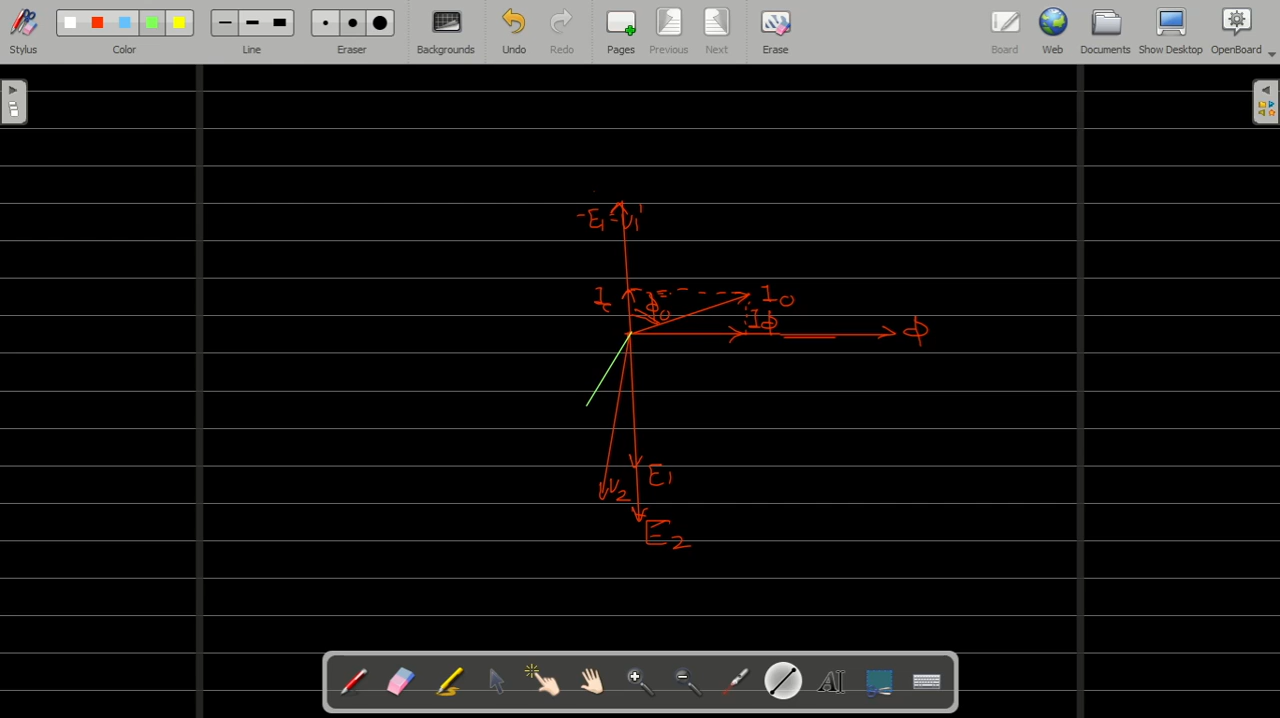 Stylus Color Line Eraser Backgrounds Undo Redo Pages Previous Next Erase Board Web Documents Show Desktop OpenBoard
-E₁=V₁'
I꜀ ϕ₀ I₀
Iϕ
ϕ
E₁
V₂
E₂
AI